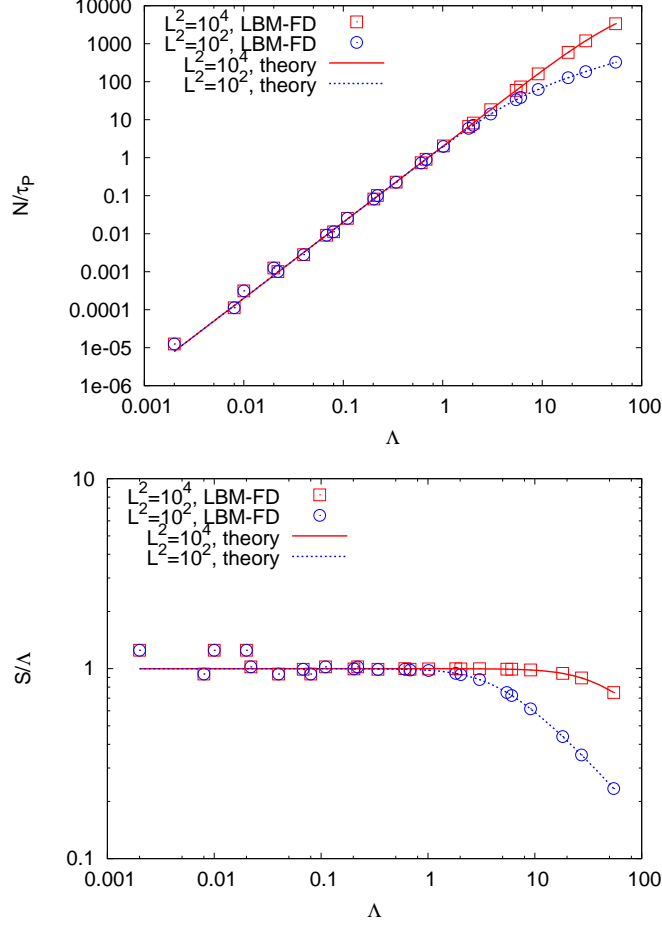 10000
1000
100
10
1
0.1
0.01
0.001
0.0001
1e-05
1e-06
N/τ_P
L²=10⁴, LBM-FD
L²=10², LBM-FD
L²=10⁴, theory
L²=10², theory
0.001 0.01 0.1 1 10 100
Λ
10
1
0.1
S/Λ
L²=10⁴, LBM-FD
L²=10², LBM-FD
L²=10⁴, theory
L²=10², theory
0.001 0.01 0.1 1 10 100
Λ